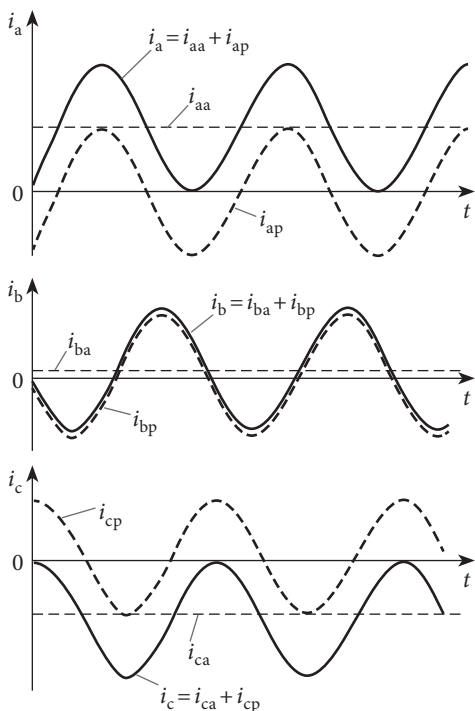 i_a
i_a = i_aa + i_ap
i_aa
0
t
i_ap
i_b
i_b = i_ba + i_bp
i_ba
0
t
i_bp
i_c
i_cp
0
t
i_ca
i_c = i_ca + i_cp